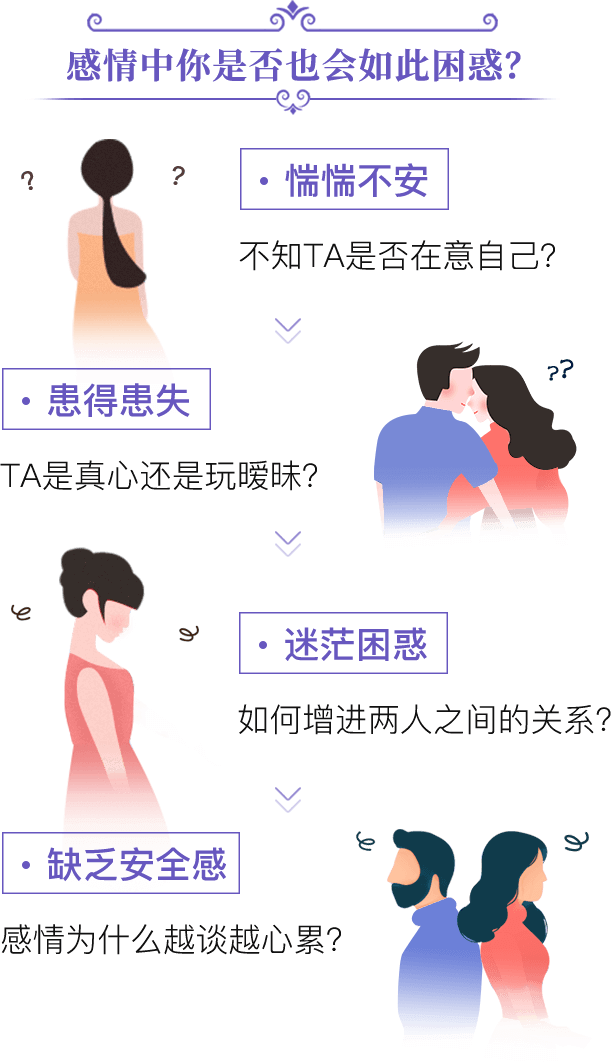 感情中你是否也会如此困惑?
· 惴惴不安
不知TA是否在意自己?
??
??
· 患得患失
TA是真心还是玩暧昧?
· 迷茫困惑
如何增进两人之间的关系?
· 缺乏安全感
感情为什么越谈越心累?